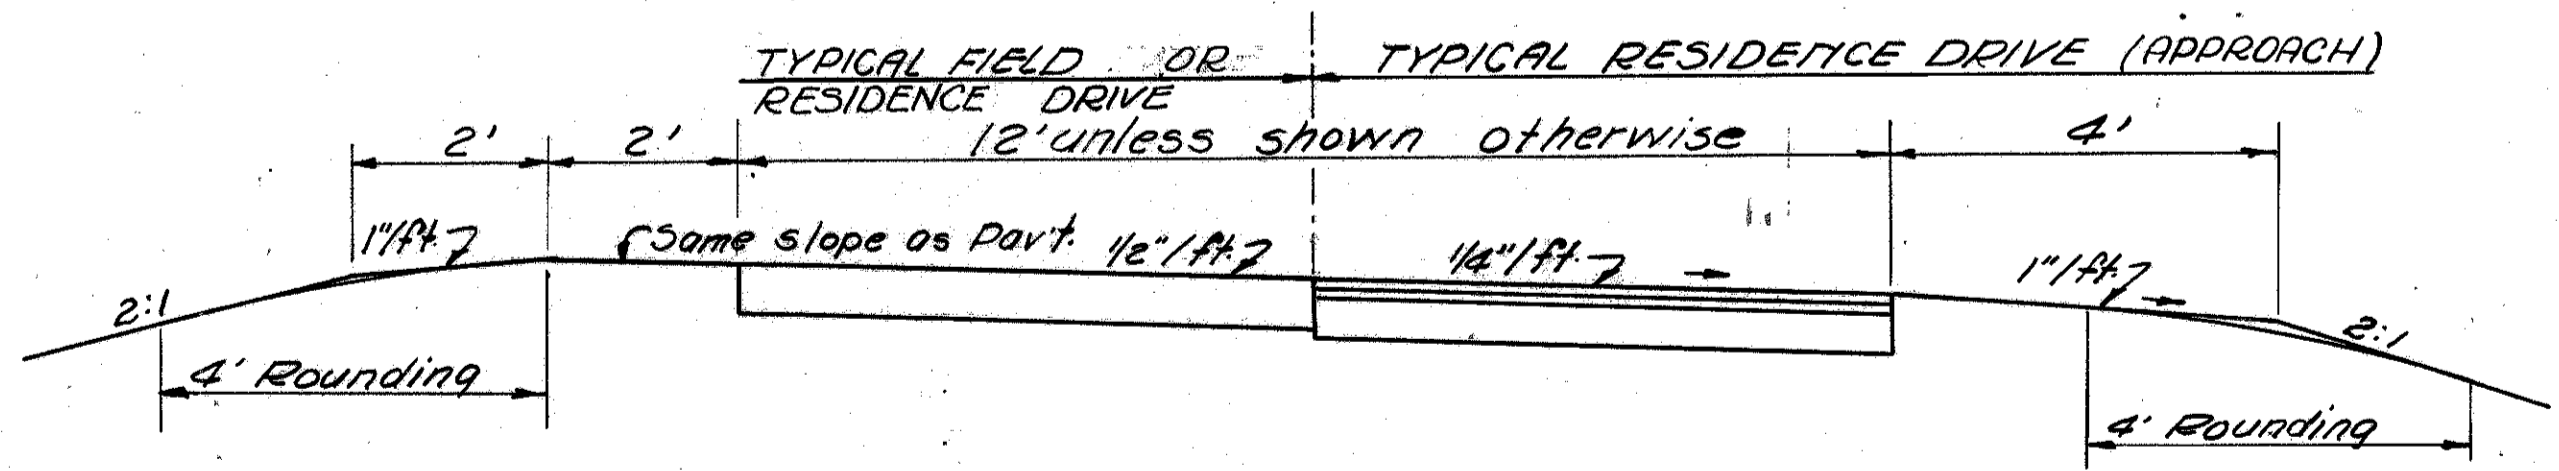 TYPICAL FIELD OR
RESIDENCE DRIVE
TYPICAL RESIDENCE DRIVE (APPROACH)
2'
2'
12' unless shown otherwise
4'
1"/ft.
Same slope as Pav't.
1/2"/ft.
1/4"/ft.
1"/ft.
2:1
2:1
4' Rounding
4' Rounding